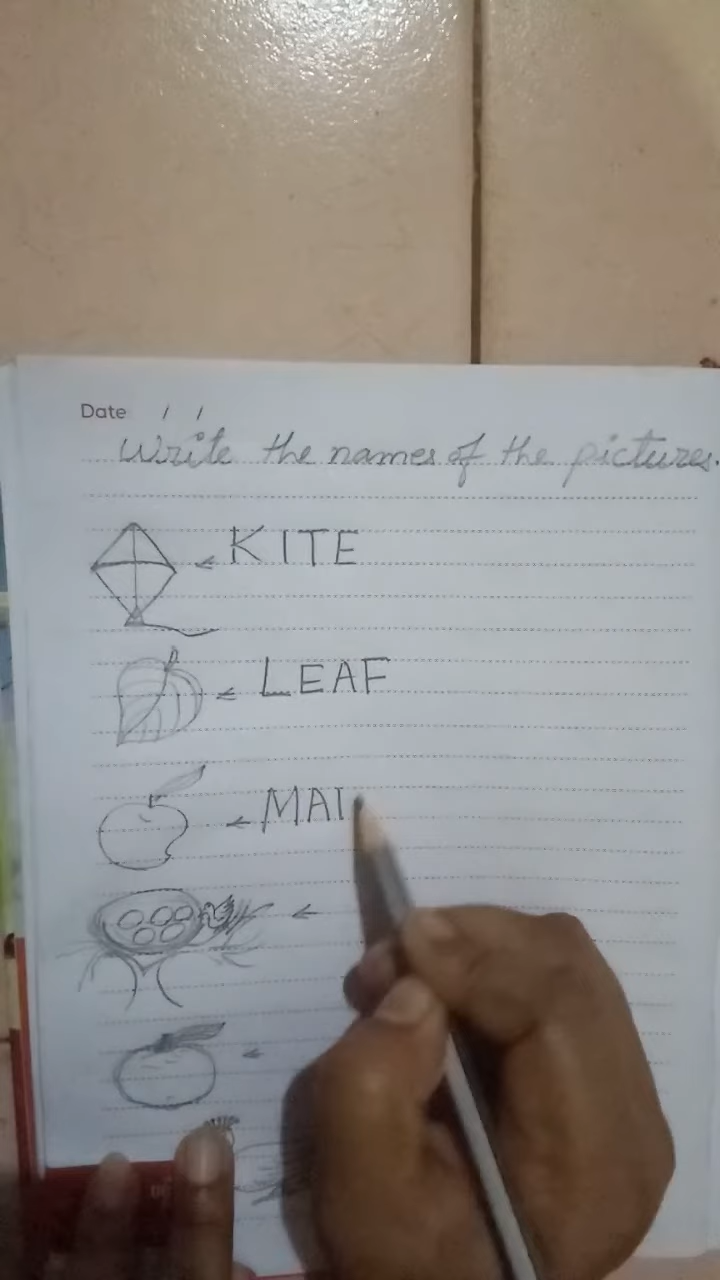 Date / /
Write the names of the pictures.
KITE
LEAF
MAI